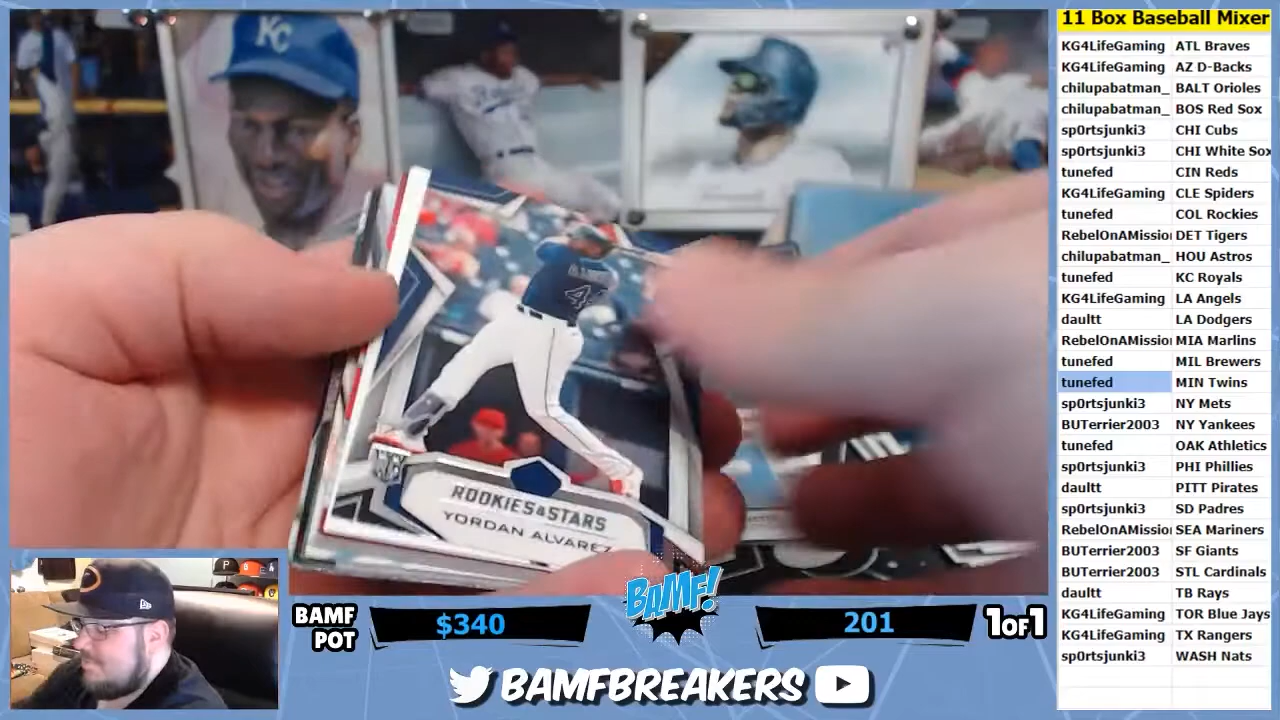 11 Box Baseball Mixer
KG4LifeGaming ATL Braves
KG4LifeGaming AZ D-Backs
chilupabatman_ BALT Orioles
chilupabatman_ BOS Red Sox
sp0rtsjunki3 CHI Cubs
sp0rtsjunki3 CHI White Sox
tunefed CIN Reds
KG4LifeGaming CLE Spiders
tunefed COL Rockies
RebelOnAMissio DET Tigers
chilupabatman_ HOU Astros
tunefed KC Royals
KG4LifeGaming LA Angels
daultt LA Dodgers
RebelOnAMissio MIA Marlins
tunefed MIL Brewers
tunefed MIN Twins
sp0rtsjunki3 NY Mets
BUTerrier2003 NY Yankees
tunefed OAK Athletics
sp0rtsjunki3 PHI Phillies
daultt PITT Pirates
sp0rtsjunki3 SD Padres
RebelOnAMissio SEA Mariners
BUTerrier2003 SF Giants
BUTerrier2003 STL Cardinals
daultt TB Rays
KG4LifeGaming TOR Blue Jays
KG4LifeGaming TX Rangers
sp0rtsjunki3 WASH Nats
KC
ROOKIES & STARS
YORDAN ALVAREZ
BAMF
POT
$340
BAMF!
201
1OF1
BAMFBREAKERS